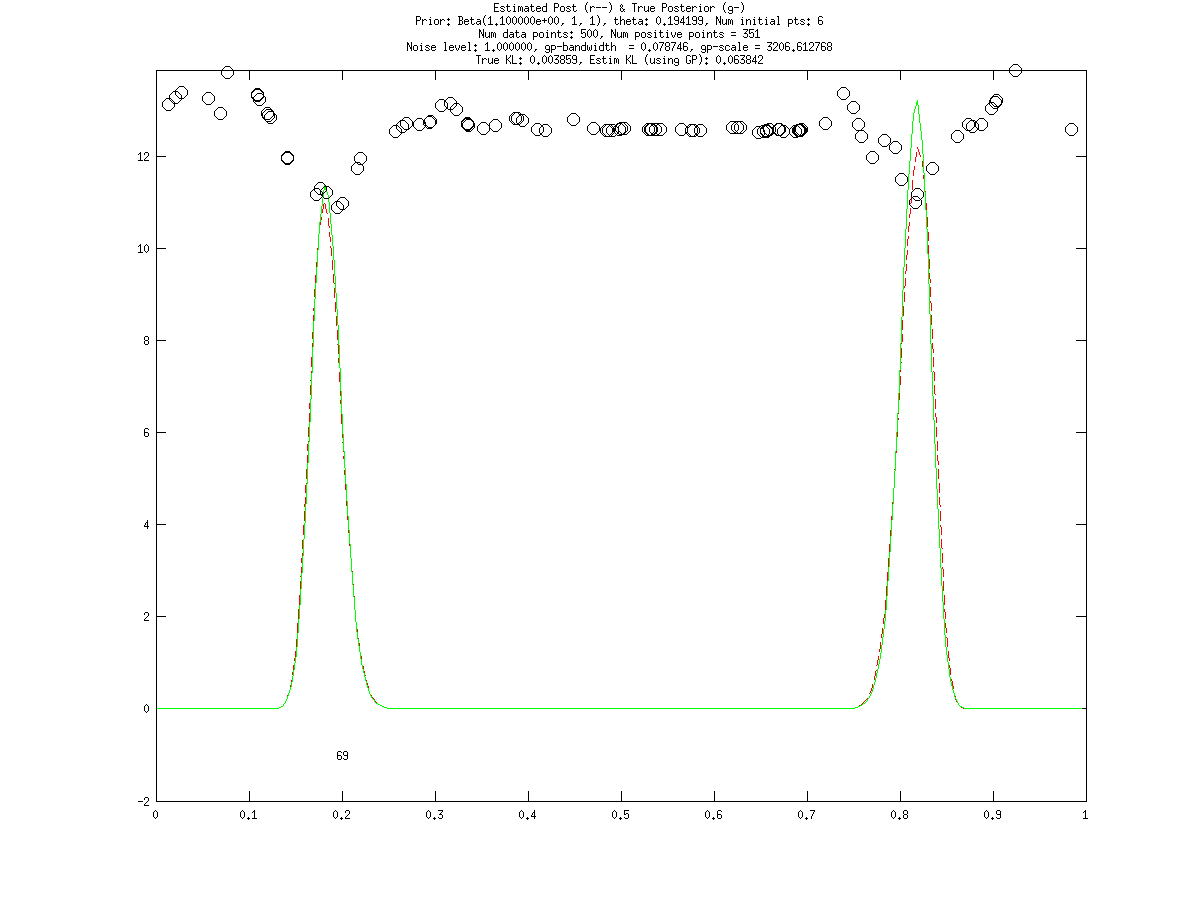 Estimated Post (r--) & True Posterior (g-)
Prior: Beta(1.100000e+00, 1, 1), theta: 0.194199, Num initial pts: 6
Num data points: 500, Num positive points = 351
Noise level: 1.000000, gp-bandwidth  = 0.078746, gp-scale = 3206.612768
True KL: 0.003859, Estim KL (using GP): 0.063842
12
10
8
6
4
2
0
69
-2
0 0.1 0.2 0.3 0.4 0.5 0.6 0.7 0.8 0.9 1